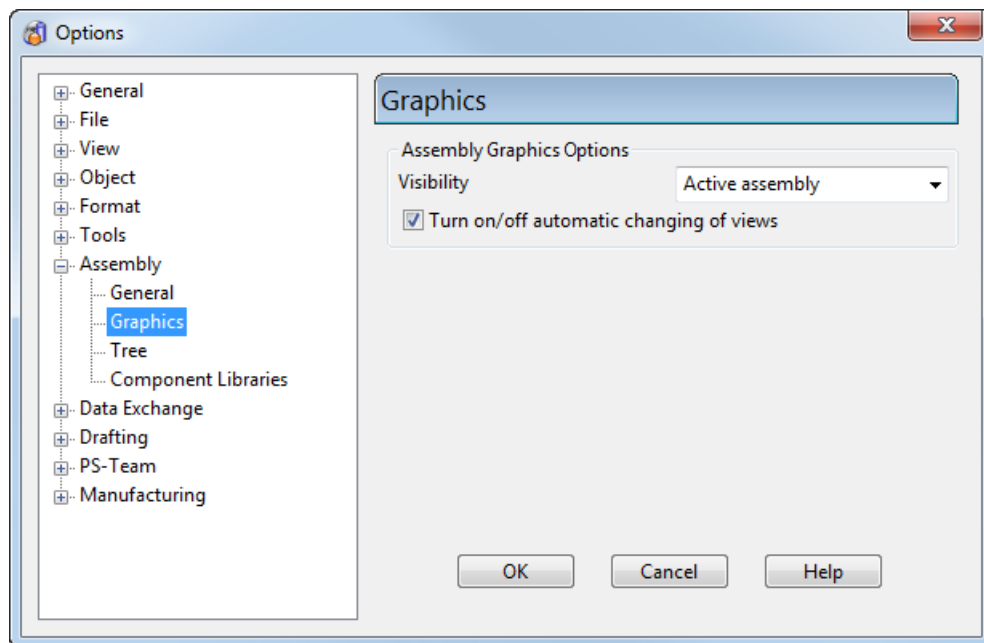 Options
General
File
View
Object
Format
Tools
Assembly
General
Graphics
Tree
Component Libraries
Data Exchange
Drafting
PS-Team
Manufacturing
Graphics
Assembly Graphics Options
Visibility Active assembly
Turn on/off automatic changing of views
OK Cancel Help